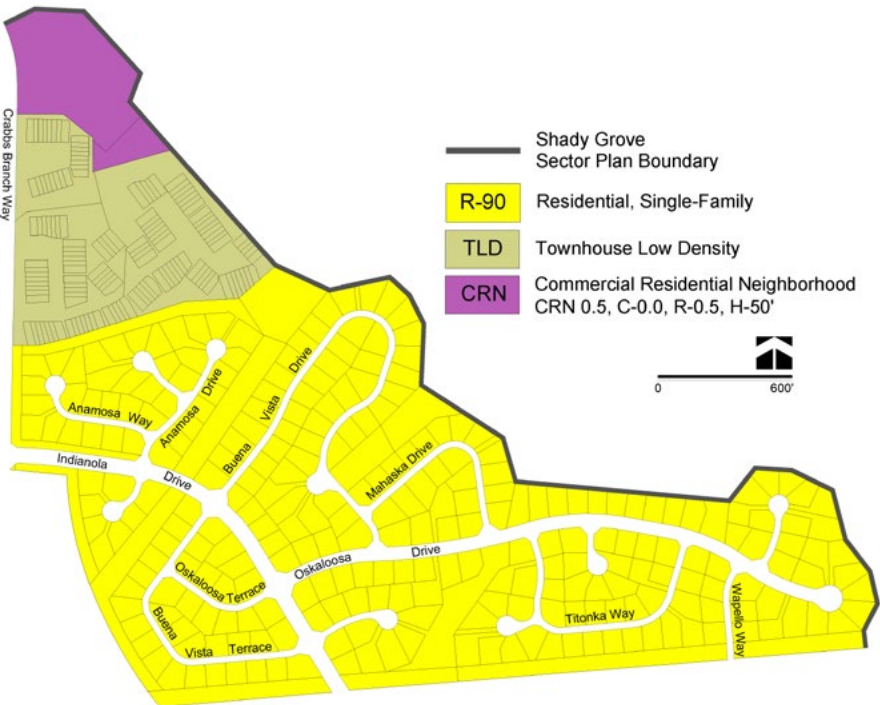 Crabbs Branch Way
Shady Grove
Sector Plan Boundary
R-90
Residential, Single-Family
TLD
Townhouse Low Density
CRN
Commercial Residential Neighborhood
CRN 0.5, C-0.0, R-0.5, H-50'
0
600'
Anamosa Way
Anamosa Drive
Buena Vista Drive
Indianola Drive
Mahaska Drive
Oskaloosa Drive
Oskaloosa Terrace
Buena Vista Terrace
Titonka Way
Wapello Way